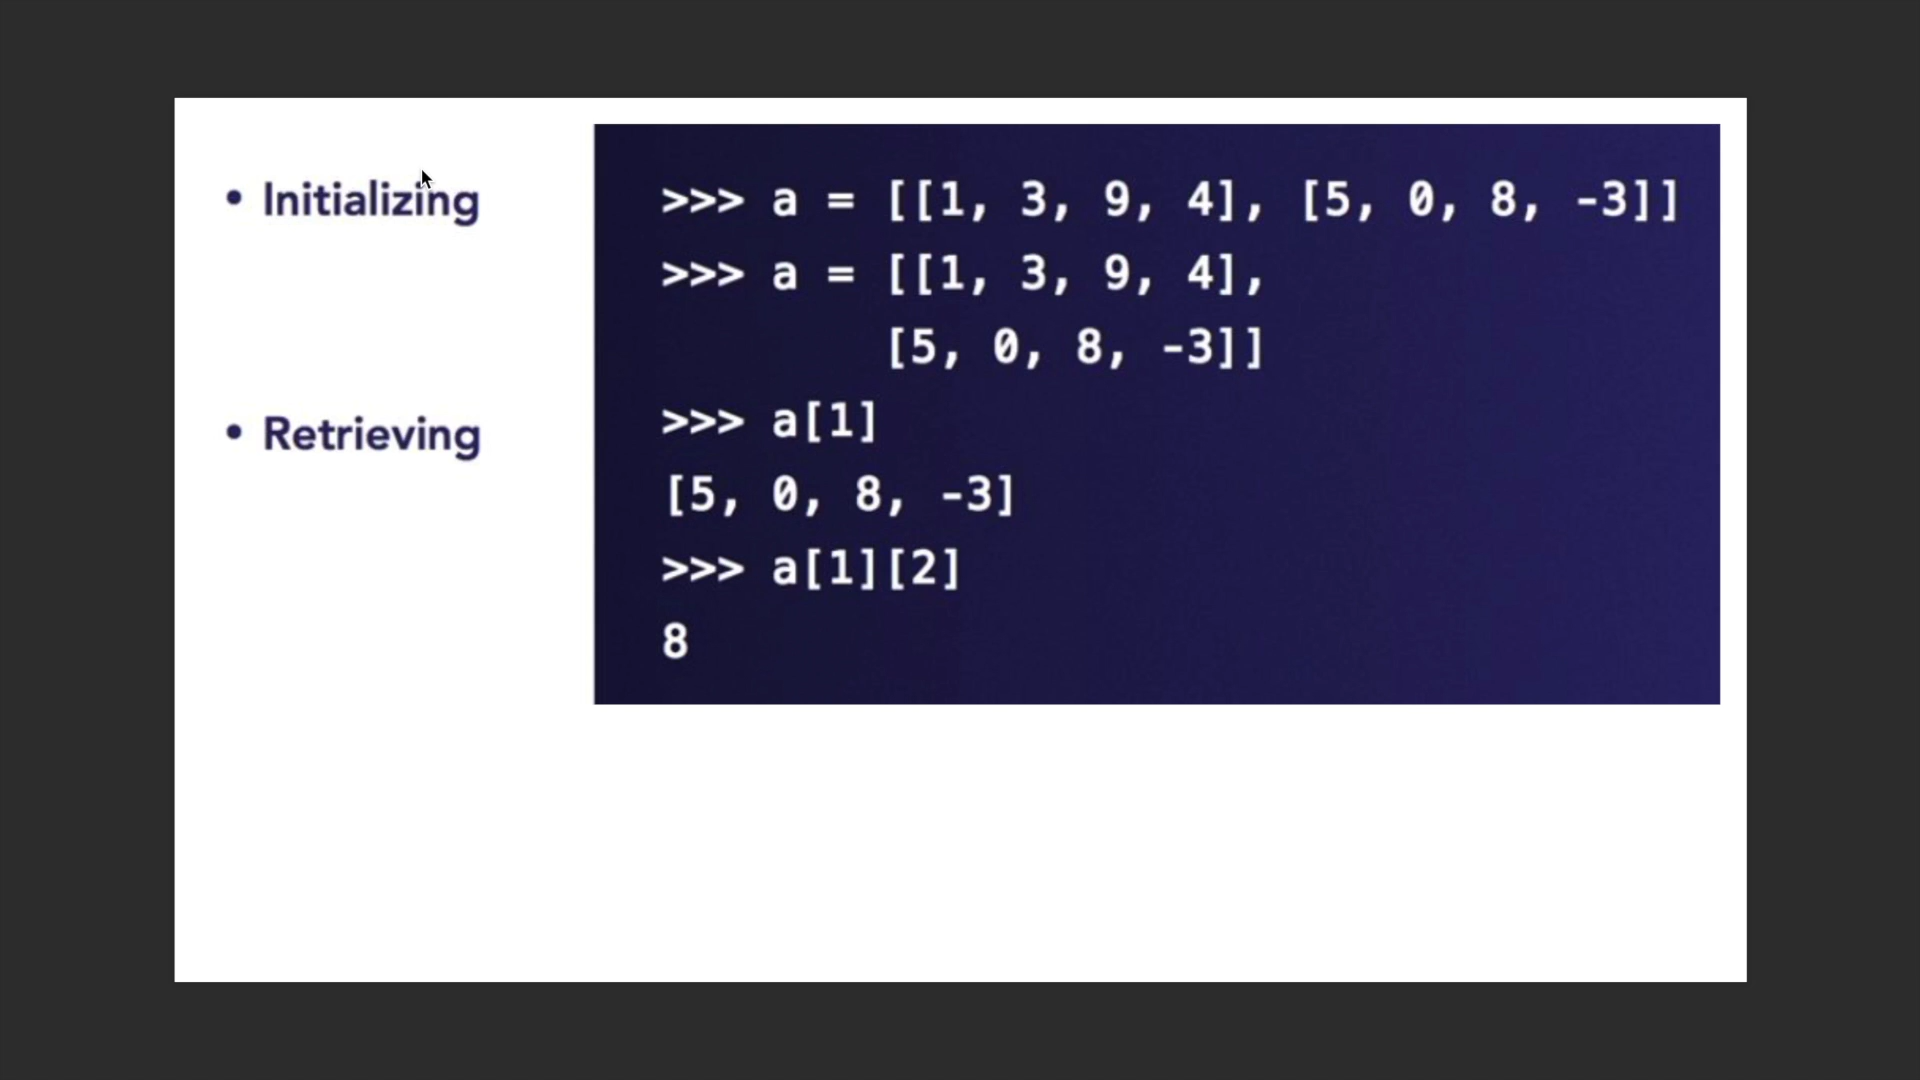 • Initializing
>>> a = [[1, 3, 9, 4], [5, 0, 8, -3]]
>>> a = [[1, 3, 9, 4],
[5, 0, 8, -3]]
• Retrieving
>>> a[1]
[5, 0, 8, -3]
>>> a[1][2]
8